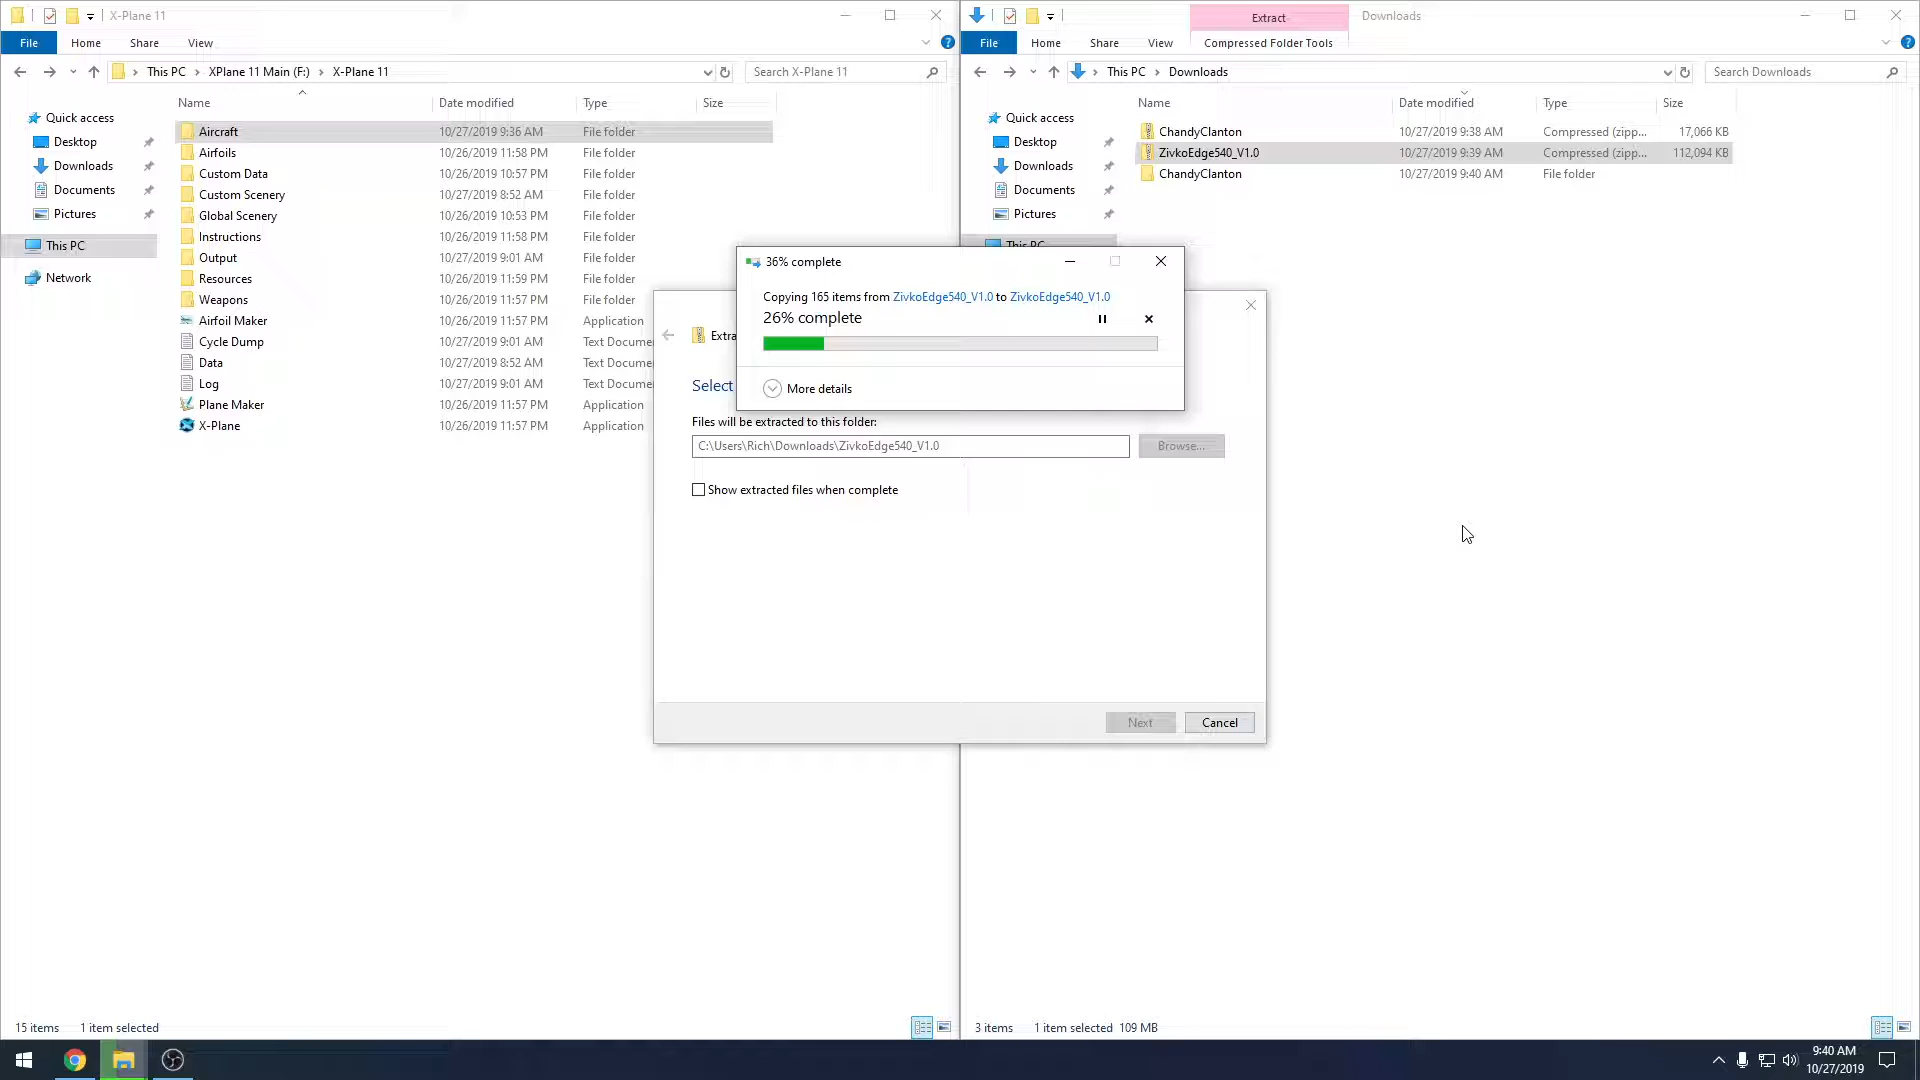 X-Plane 11
File
Home
Share
View
This PC
XPlane 11 Main (F:)
X-Plane 11
Search X-Plane 11
Name
Date modified
Type
Size
Quick access
Desktop
Downloads
Documents
Pictures
This PC
Network
Aircraft 10/27/2019 9:36 AM File folder
Airfoils 10/26/2019 11:58 PM File folder
Custom Data 10/26/2019 10:57 PM File folder
Custom Scenery 10/27/2019 8:52 AM File folder
Global Scenery 10/26/2019 10:53 PM File folder
Instructions 10/26/2019 11:58 PM File folder
Output 10/27/2019 9:01 AM File folder
Resources 10/26/2019 11:59 PM File folder
Weapons 10/26/2019 11:57 PM File folder
Airfoil Maker 10/26/2019 11:57 PM Application
Cycle Dump 10/27/2019 9:01 AM Text Docume
Data 10/27/2019 8:52 AM Text Docume
Log 10/27/2019 9:01 AM Text Docume
Plane Maker 10/26/2019 11:57 PM Application
X-Plane 10/26/2019 11:57 PM Application
15 items 1 item selected
Extract
Downloads
File
Home
Share
View
Compressed Folder Tools
This PC
Downloads
Search Downloads
Name
Date modified
Type
Size
Quick access
Desktop
Downloads
Documents
Pictures
This PC
ChandyClanton 10/27/2019 9:38 AM Compressed (zipp... 17,066 KB
ZivkoEdge540_V1.0 10/27/2019 9:39 AM Compressed (zipp... 112,094 KB
ChandyClanton 10/27/2019 9:40 AM File folder
3 items 1 item selected 109 MB
36% complete
Copying 165 items from ZivkoEdge540_V1.0 to ZivkoEdge540_V1.0
26% complete
More details
Extra
Select
Files will be extracted to this folder:
C:\Users\Rich\Downloads\ZivkoEdge540_V1.0
Browse...
Show extracted files when complete
Next
Cancel
9:40 AM
10/27/2019